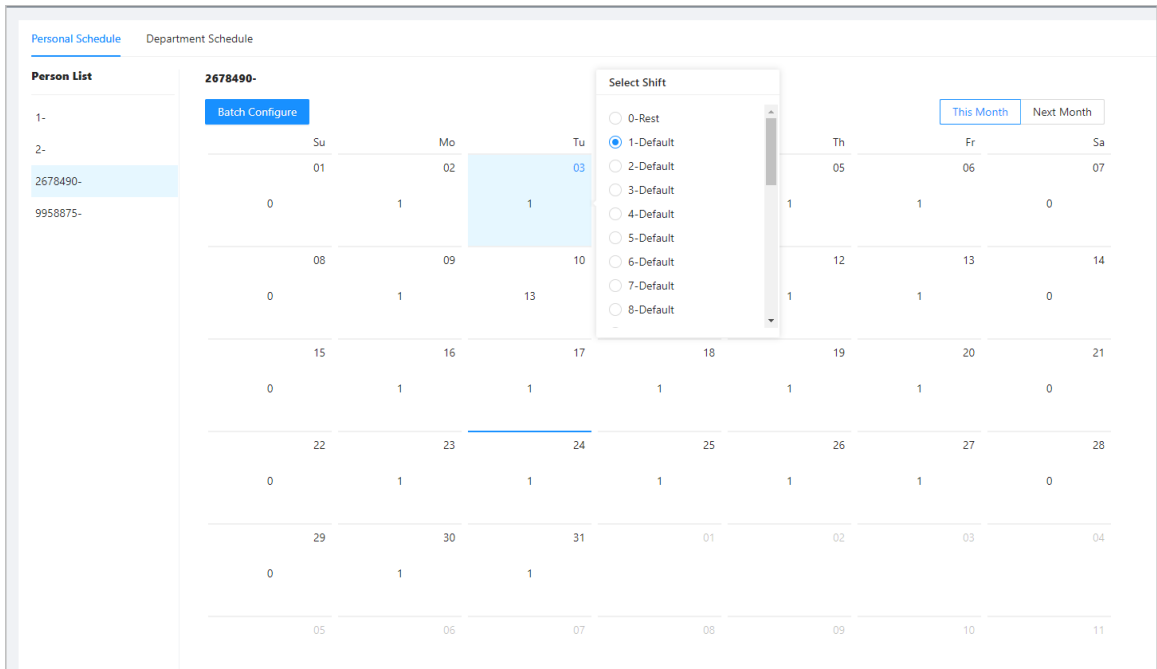 Personal Schedule Department Schedule
Person List
1-
2-
2678490-
9958875-
2678490-
Batch Configure
This Month Next Month
Su Mo Tu Th Fr Sa
01 02 03 05 06 07
0 1 1 1 1 0
08 09 10 12 13 14
0 1 13 1 1 0
15 16 17 18 19 20 21
0 1 1 1 1 1 0
22 23 24 25 26 27 28
0 1 1 1 1 1 0
29 30 31 01 02 03 04
0 1 1
05 06 07 08 09 10 11
Select Shift
0-Rest
1-Default
2-Default
3-Default
4-Default
5-Default
6-Default
7-Default
8-Default